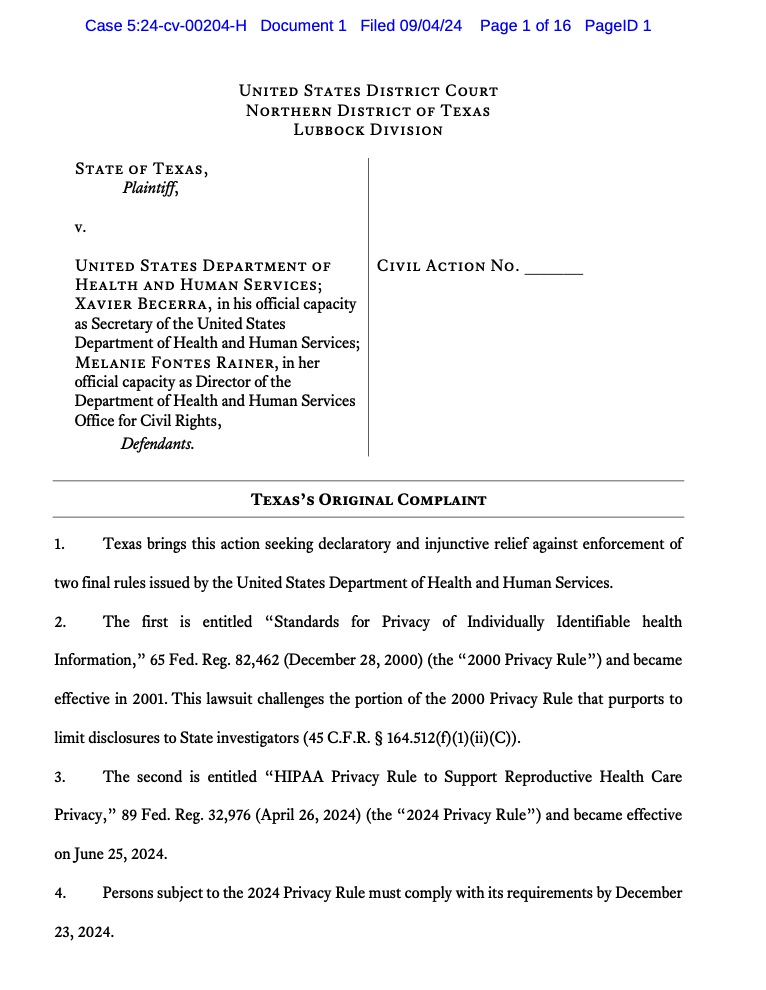 Case 5:24-cv-00204-H Document 1 Filed 09/04/24 Page 1 of 16 PageID 1
United States District Court
Northern District of Texas
Lubbock Division
State of Texas,
Plaintiff,
v.
United States Department of
Health and Human Services;
Xavier Becerra, in his official capacity
as Secretary of the United States
Department of Health and Human Services;
Melanie Fontes Rainer, in her
official capacity as Director of the
Department of Health and Human Services
Office for Civil Rights,
Defendants.
Civil Action No. ______
Texas's Original Complaint
1. Texas brings this action seeking declaratory and injunctive relief against enforcement of
two final rules issued by the United States Department of Health and Human Services.
2. The first is entitled “Standards for Privacy of Individually Identifiable health
Information,” 65 Fed. Reg. 82,462 (December 28, 2000) (the “2000 Privacy Rule”) and became
effective in 2001. This lawsuit challenges the portion of the 2000 Privacy Rule that purports to
limit disclosures to State investigators (45 C.F.R. § 164.512(f)(1)(ii)(C)).
3. The second is entitled “HIPAA Privacy Rule to Support Reproductive Health Care
Privacy,” 89 Fed. Reg. 32,976 (April 26, 2024) (the “2024 Privacy Rule”) and became effective
on June 25, 2024.
4. Persons subject to the 2024 Privacy Rule must comply with its requirements by December
23, 2024.